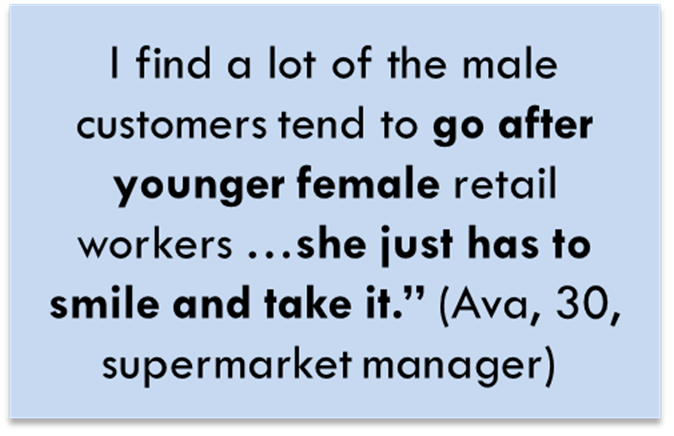 I find a lot of the male
customers tend to go after
younger female retail
workers …she just has to
smile and take it.” (Ava, 30,
supermarket manager)